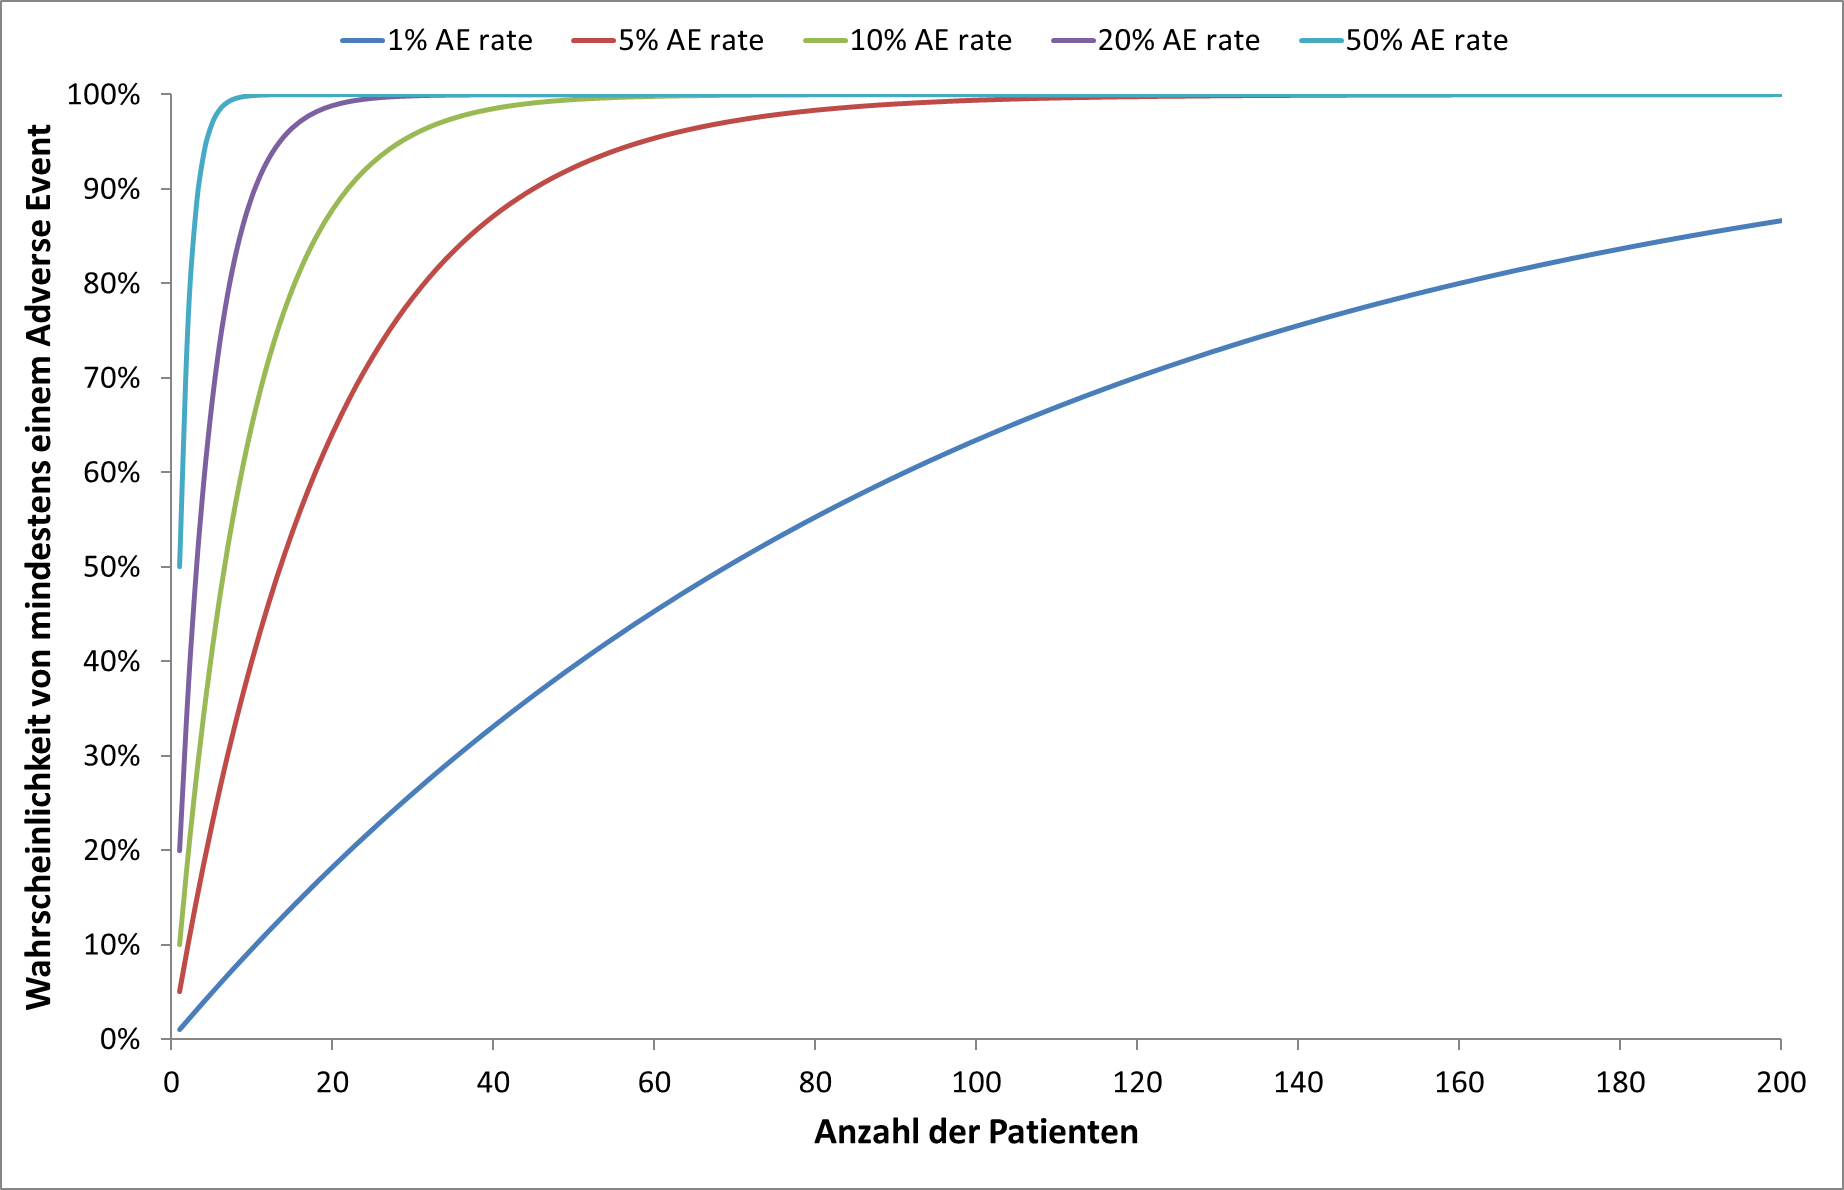 1% AE rate 5% AE rate 10% AE rate 20% AE rate 50% AE rate
Wahrscheinlichkeit von mindestens einem Adverse Event
100%
90%
80%
70%
60%
50%
40%
30%
20%
10%
0%
0 20 40 60 80 100 120 140 160 180 200
Anzahl der Patienten